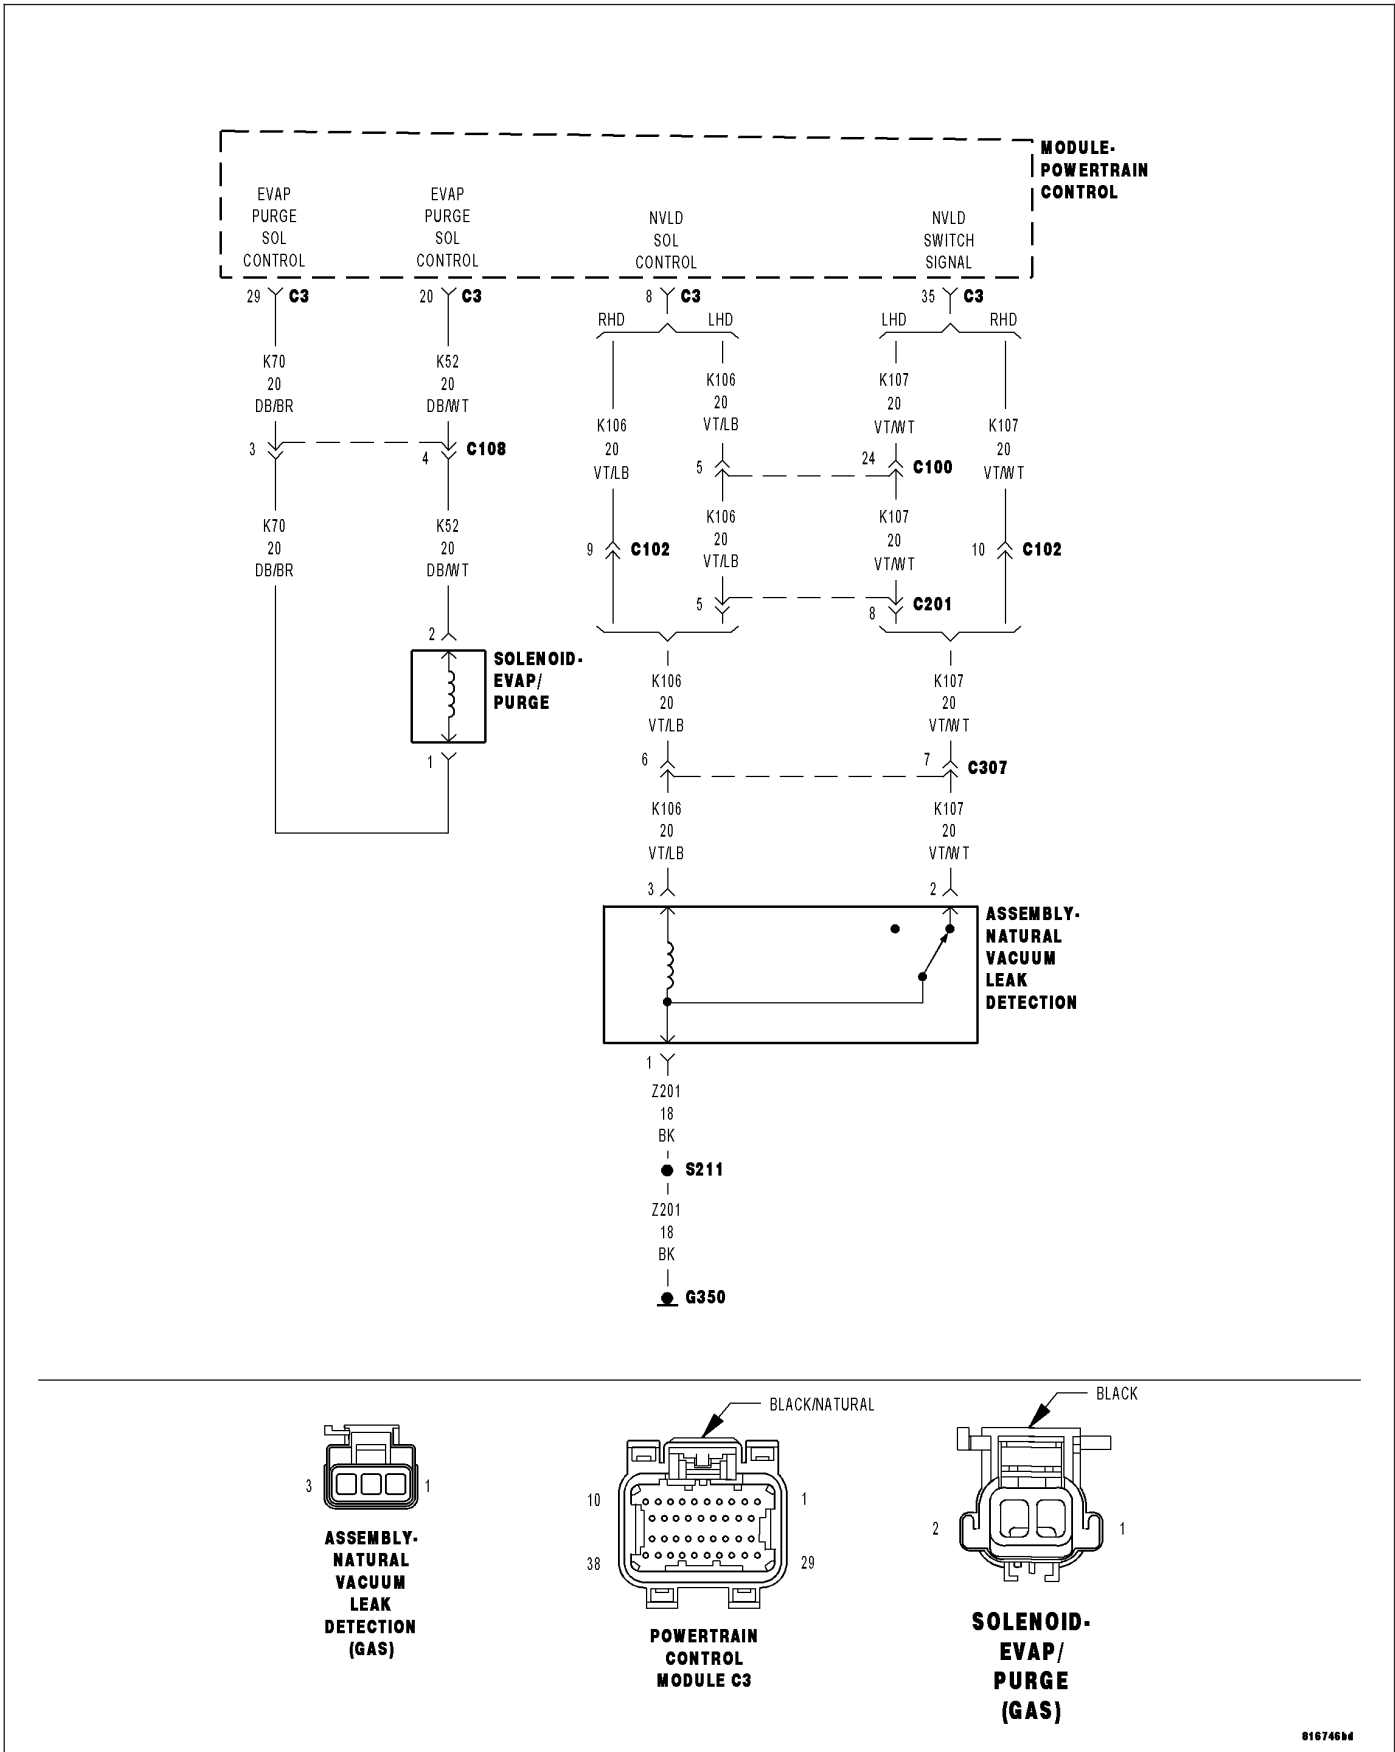 MODULE-
POWERTRAIN
CONTROL
EVAP
PURGE
SOL
CONTROL
EVAP
PURGE
SOL
CONTROL
NVLD
SOL
CONTROL
NVLD
SWITCH
SIGNAL
29 C3
20 C3
8 C3
35 C3
RHD
LHD
LHD
RHD
K70
20
DB/BR
K52
20
DB/WT
K106
20
VT/LB
K107
20
VT/WT
K106
20
VT/LB
K107
20
VT/WT
3
4
C108
5
24
C100
K70
20
DB/BR
K52
20
DB/WT
K106
20
VT/LB
K107
20
VT/WT
9 C102
10 C102
5
8
C201
2
SOLENOID-
EVAP/
PURGE
1
K106
20
VT/LB
K107
20
VT/WT
6
7
C307
K106
20
VT/LB
K107
20
VT/WT
3
2
ASSEMBLY-
NATURAL
VACUUM
LEAK
DETECTION
1
Z201
18
BK
S211
Z201
18
BK
G350
3
1
ASSEMBLY-
NATURAL
VACUUM
LEAK
DETECTION
(GAS)
BLACK/NATURAL
10
1
38
29
POWERTRAIN
CONTROL
MODULE C3
BLACK
2
1
SOLENOID-
EVAP/
PURGE
(GAS)
816746bd